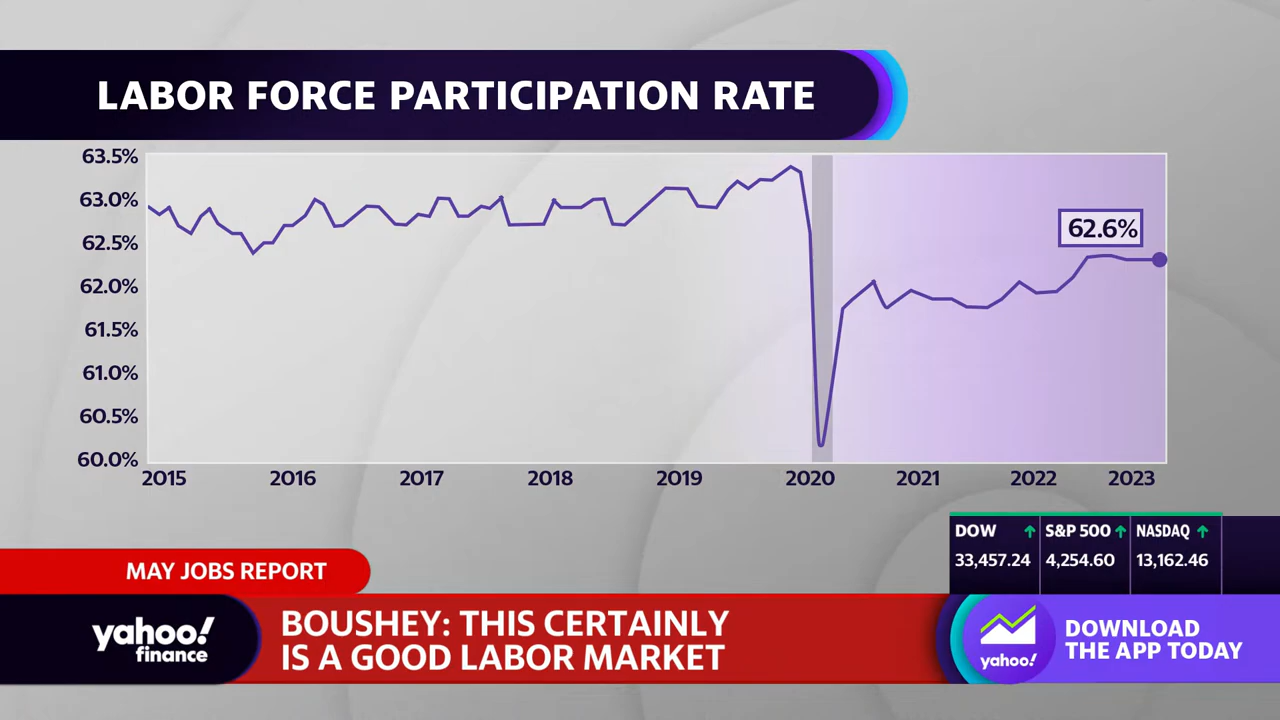 LABOR FORCE PARTICIPATION RATE
63.5%
63.0%
62.5%
62.0%
61.5%
61.0%
60.5%
60.0%
62.6%
2015 2016 2017 2018 2019 2020 2021 2022 2023
DOW S&P 500 NASDAQ
33,457.24 4,254.60 13,162.46
MAY JOBS REPORT
yahoo!
finance
BOUSHEY: THIS CERTAINLY
IS A GOOD LABOR MARKET
yahoo!
DOWNLOAD
THE APP TODAY